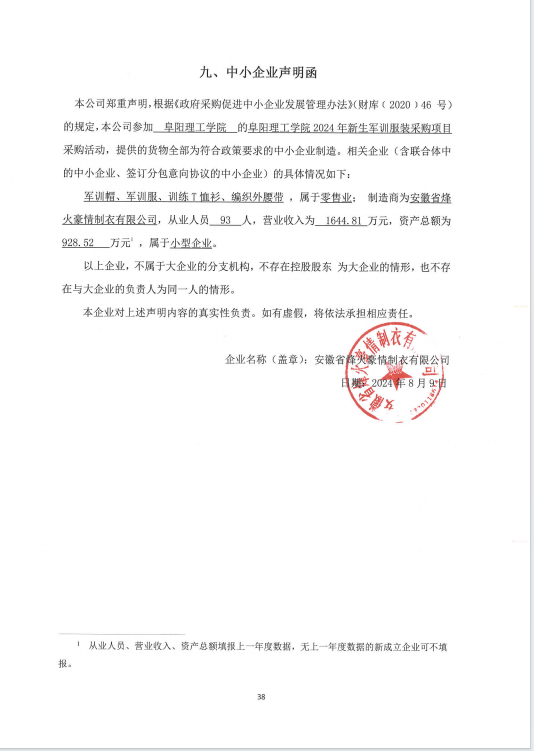 九、中小企业声明函
本公司郑重声明，根据《政府采购促进中小企业发展管理办法》（财库﹝2020﹞46 号）
的规定，本公司参加 阜阳理工学院 的阜阳理工学院 2024 年新生军训服装采购项目
采购活动，提供的货物全部为符合政策要求的中小企业制造。相关企业（含联合体中
的中小企业、签订分包意向协议的中小企业）的具体情况如下：
军训帽、军训服、训练 T 恤衫、编织外腰带 ，属于零售业； 制造商为安徽省烽
火豪情制衣有限公司，从业人员 93 人，营业收入为 1644.81 万元，资产总额为
928.52 万元¹ ，属于小型企业。
以上企业，不属于大企业的分支机构，不存在控股股东 为大企业的情形，也不存
在与大企业的负责人为同一人的情形。
本企业对上述声明内容的真实性负责。如有虚假，将依法承担相应责任。
企业名称（盖章）：安徽省烽火豪情制衣有限公司
日期：2024 年 8 月 9 日
¹ 从业人员、营业收入、资产总额填报上一年度数据，无上一年度数据的新成立企业可不填
报。
38